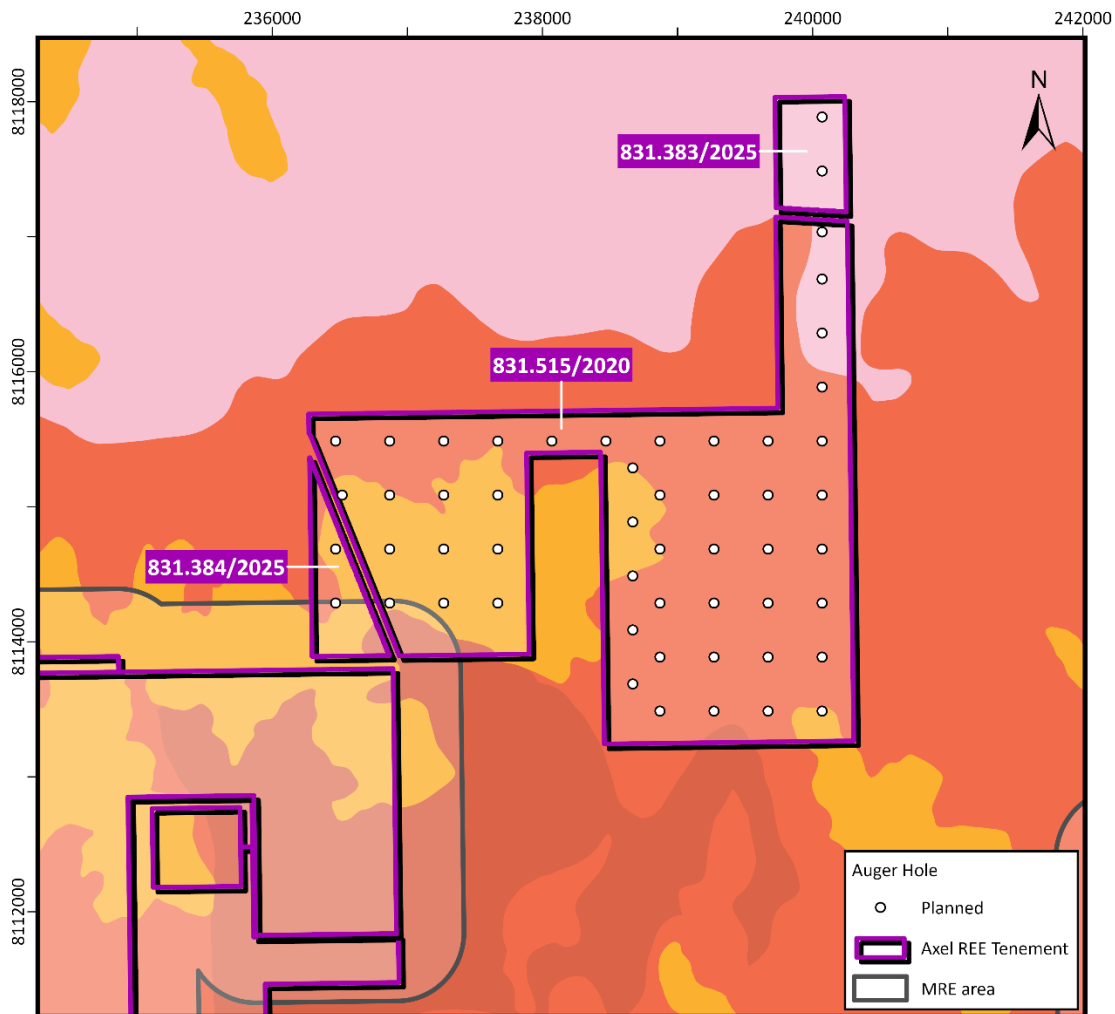 236000
238000
240000
242000
8118000
N
831.383/2025
8116000
831.515/2020
831.384/2025
8114000
8112000
Auger Hole
Planned
Axel REE Tenement
MRE area